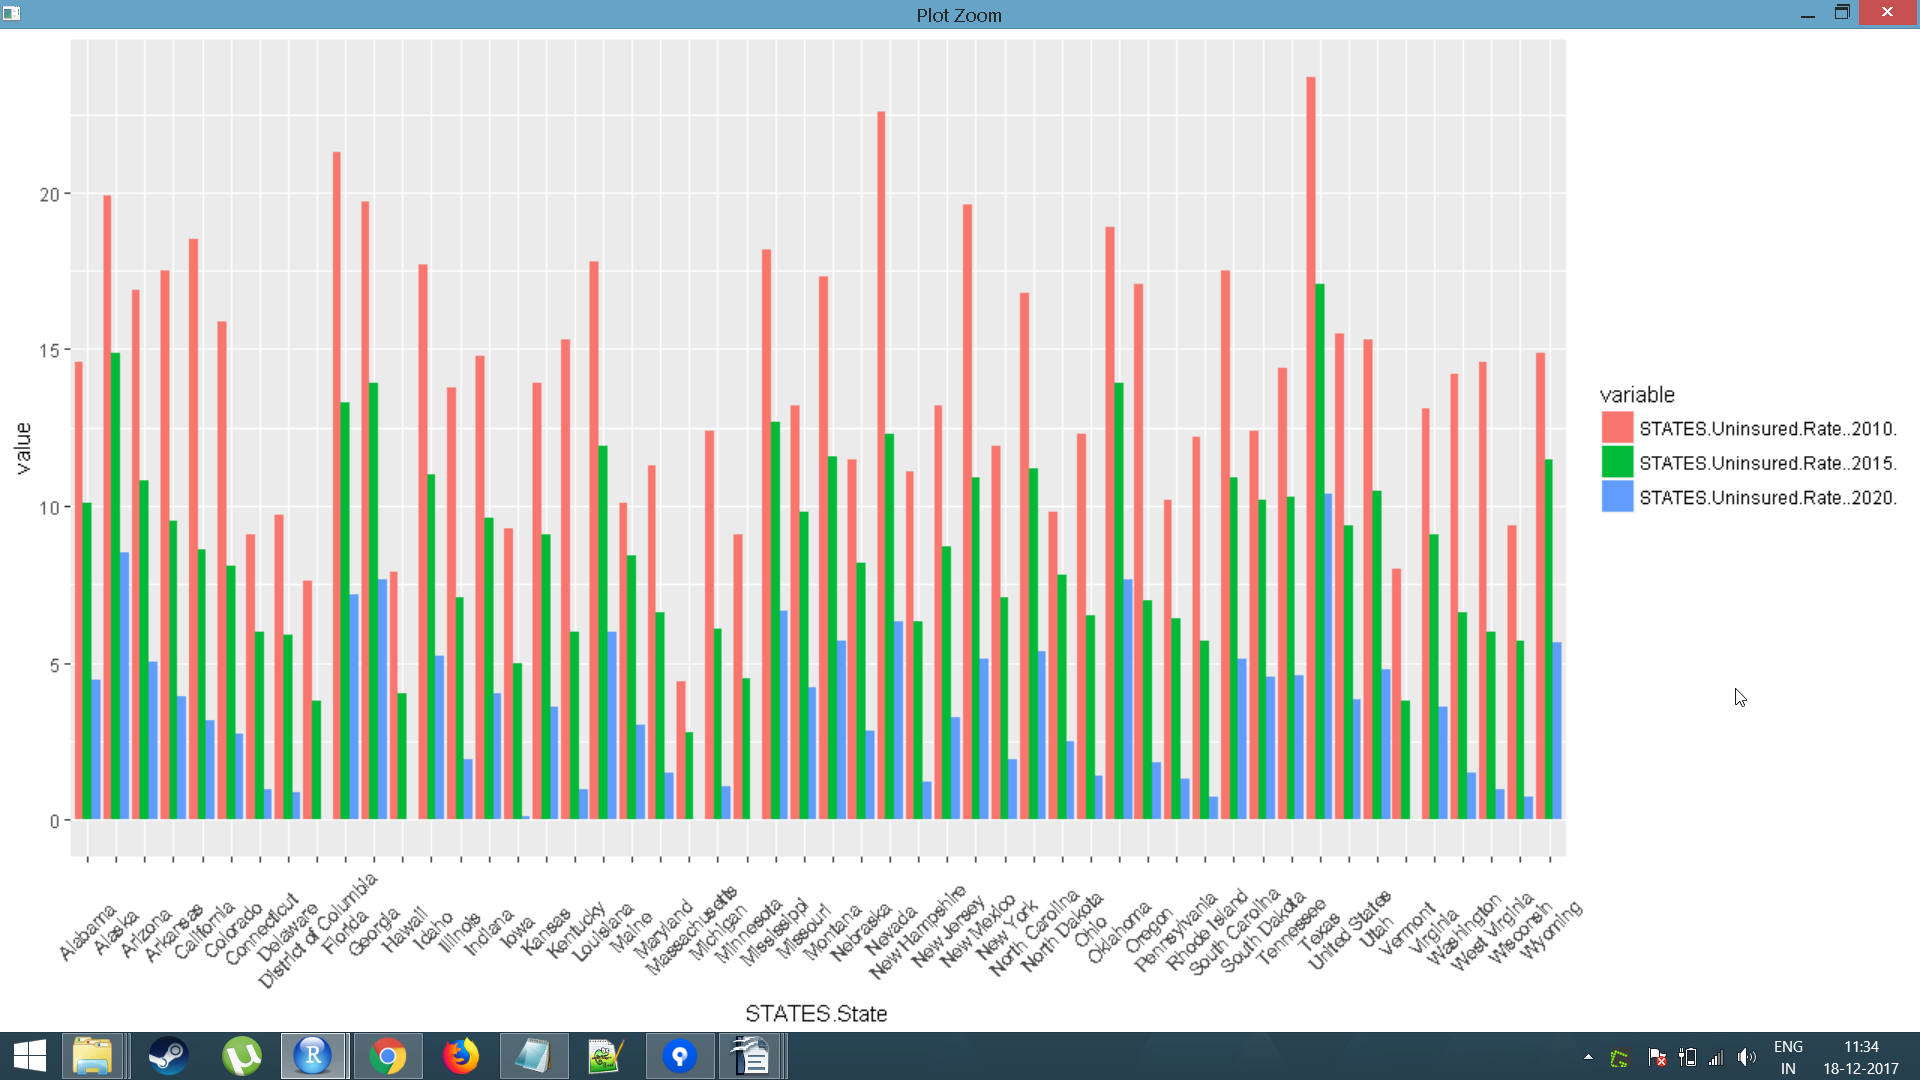 Plot Zoom
20
15
10
5
0
value
variable
STATES.Uninsured.Rate..2010.
STATES.Uninsured.Rate..2015.
STATES.Uninsured.Rate..2020.
Alabama
Alaska
Arizona
Arkansas
California
Colorado
Connecticut
Delaware
District of Columbia
Florida
Georgia
Hawaii
Idaho
Illinois
Indiana
Iowa
Kansas
Kentucky
Louisiana
Maine
Maryland
Massachusetts
Michigan
Minnesota
Mississippi
Missouri
Montana
Nebraska
Nevada
New Hampshire
New Jersey
New Mexico
New York
North Carolina
North Dakota
Ohio
Oklahoma
Oregon
Pennsylvania
Rhode Island
South Carolina
South Dakota
Tennessee
Texas
United States
Utah
Vermont
Virginia
Washington
West Virginia
Wisconsin
Wyoming
STATES.State
R
ENG
IN
11:34
18-12-2017